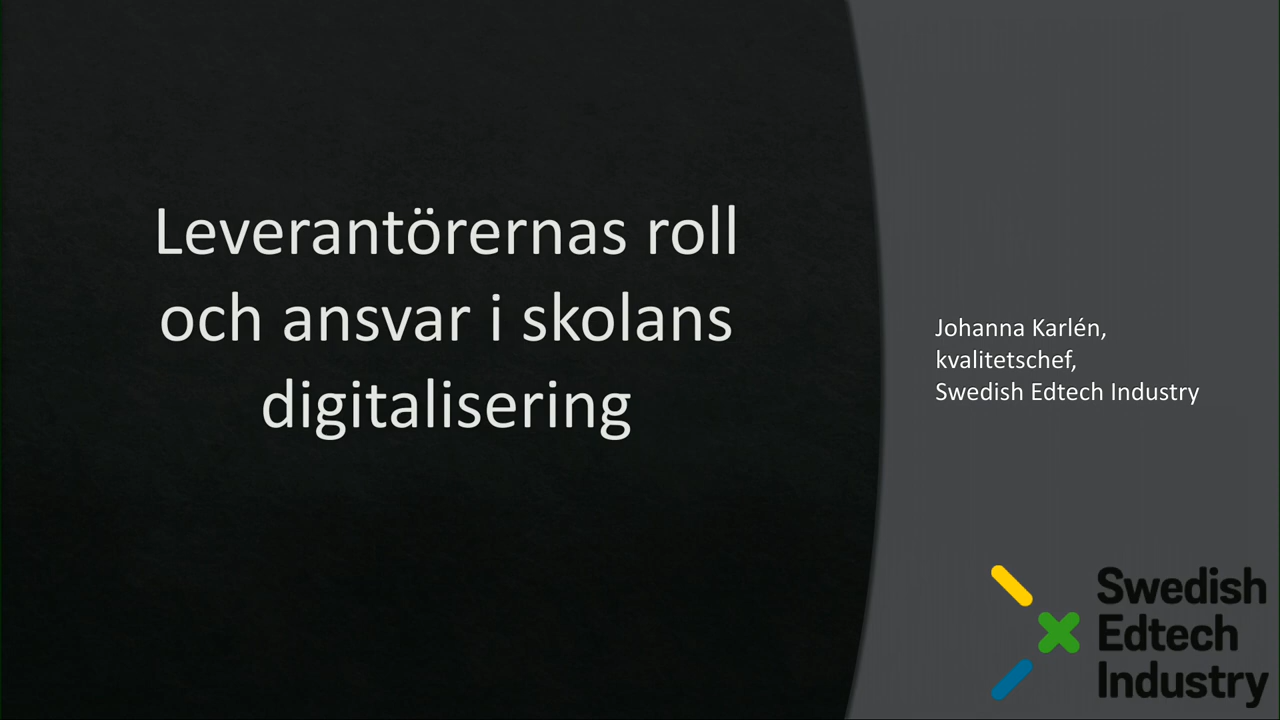 Leverantörernas roll
och ansvar i skolans
digitalisering
Johanna Karlén,
kvalitetschef,
Swedish Edtech Industry
Swedish
Edtech
Industry